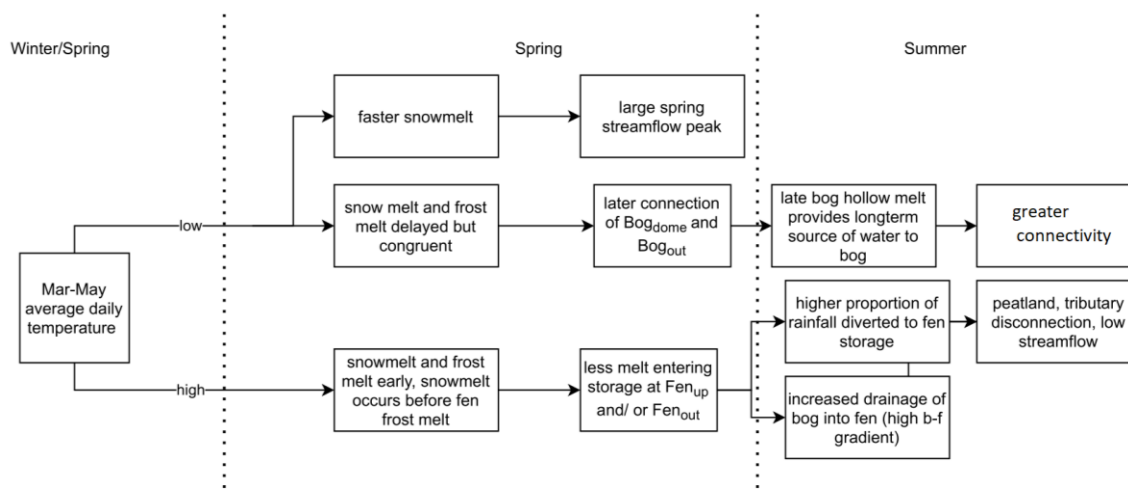 Winter/Spring
Spring
Summer
faster snowmelt
large spring
streamflow peak
low
snow melt and frost
melt delayed but
congruent
later connection
of Bogdome and
Bogout
late bog hollow melt
provides longterm
source of water to
bog
greater
connectivity
Mar-May
average daily
temperature
high
snowmelt and frost
melt early, snowmelt
occurs before fen
frost melt
less melt entering
storage at Fenup
and/ or Fenout
higher proportion of
rainfall diverted to fen
storage
peatland, tributary
disconnection, low
streamflow
increased drainage of
bog into fen (high b-f
gradient)